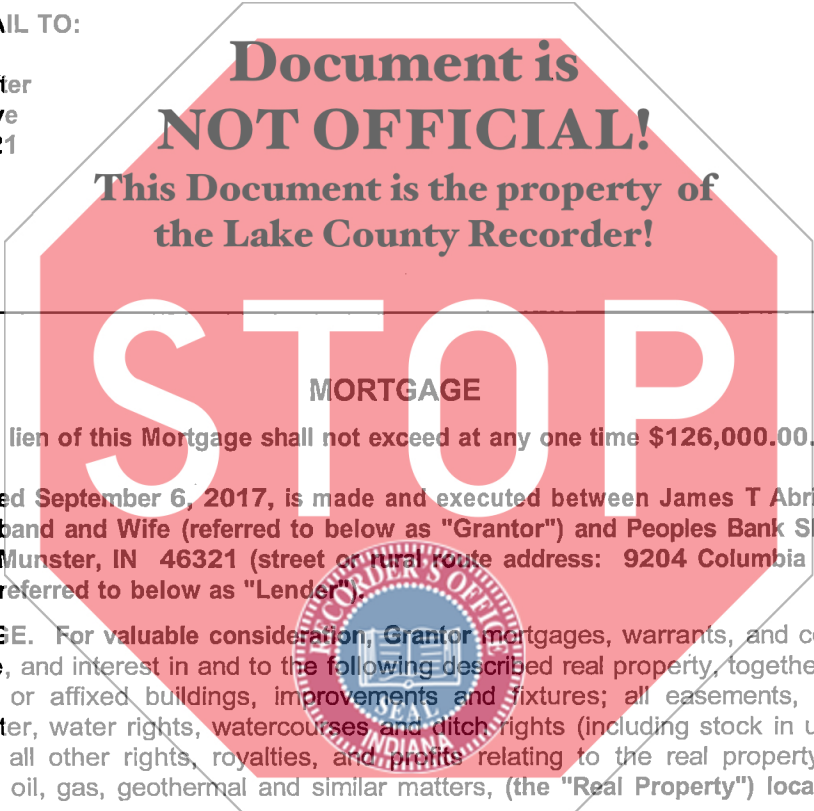 AIL TO:
ter
ve
21
Document is
NOT OFFICIAL!
This Document is the property of
the Lake County Recorder!
STOP
MORTGAGE
lien of this Mortgage shall not exceed at any one time $126,000.00.
ed September 6, 2017, is made and executed between James T Abri
band and Wife (referred to below as "Grantor") and Peoples Bank S
Munster, IN 46321 (street or rural route address: 9204 Columbia
referred to below as "Lender").
GE. For valuable consideration, Grantor mortgages, warrants, and c
e, and interest in and to the following described real property, togethe
or affixed buildings, improvements and fixtures; all easements,
ter, water rights, watercourses and ditch rights (including stock in u
all other rights, royalties, and profits relating to the real property
oil, gas, geothermal and similar matters, (the "Real Property") loca
RECORDER'S OFFICE
SEAL
INDIANA